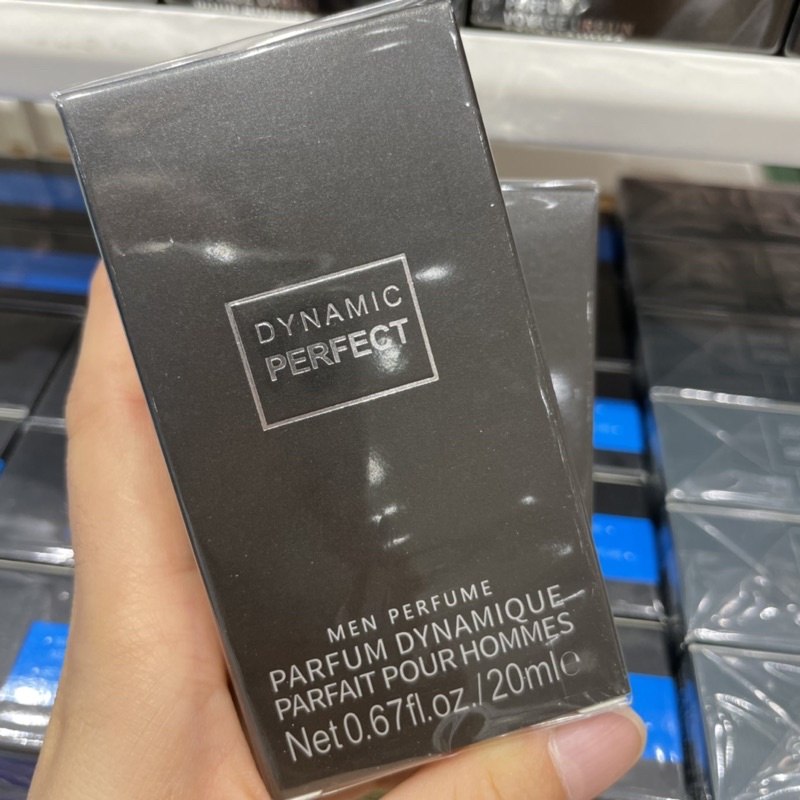 DYNAMIC
PERFECT
MEN PERFUME
PARFUM DYNAMIQUE
PARFAIT POUR HOMMES
Net 0.67fl.oz./20ml℮